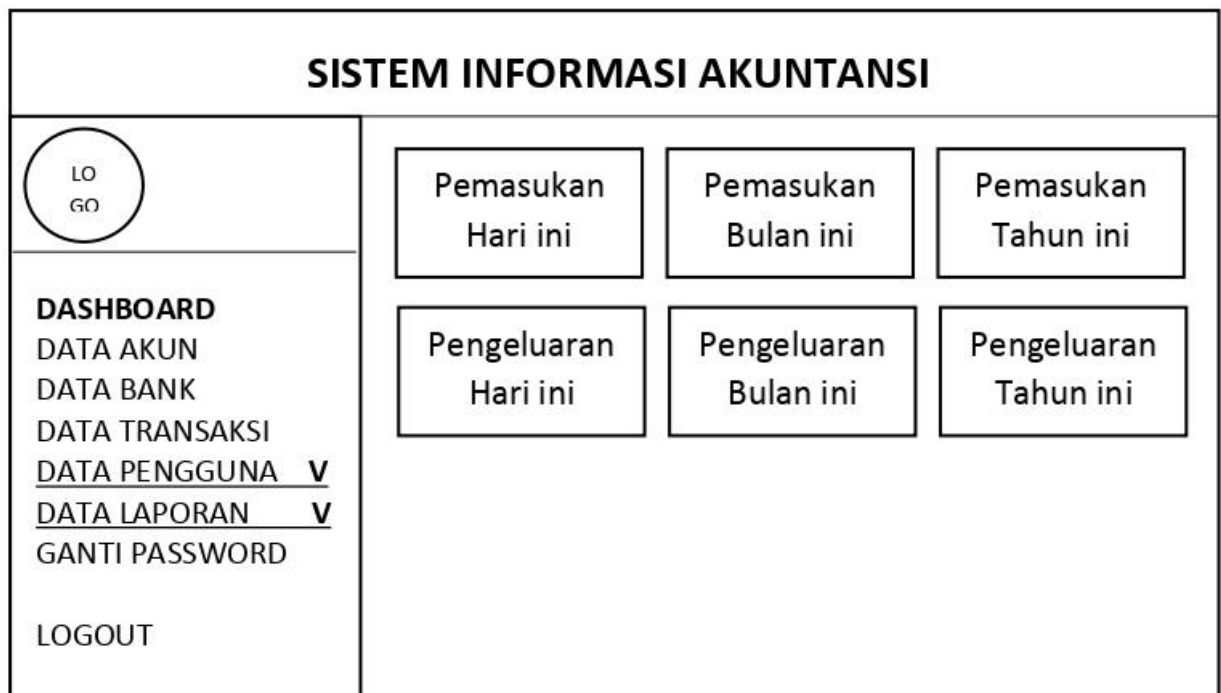 SISTEM INFORMASI AKUNTANSI
LO
GO
DASHBOARD
DATA AKUN
DATA BANK
DATA TRANSAKSI
DATA PENGGUNA V
DATA LAPORAN V
GANTI PASSWORD
LOGOUT
Pemasukan
Hari ini
Pemasukan
Bulan ini
Pemasukan
Tahun ini
Pengeluaran
Hari ini
Pengeluaran
Bulan ini
Pengeluaran
Tahun ini